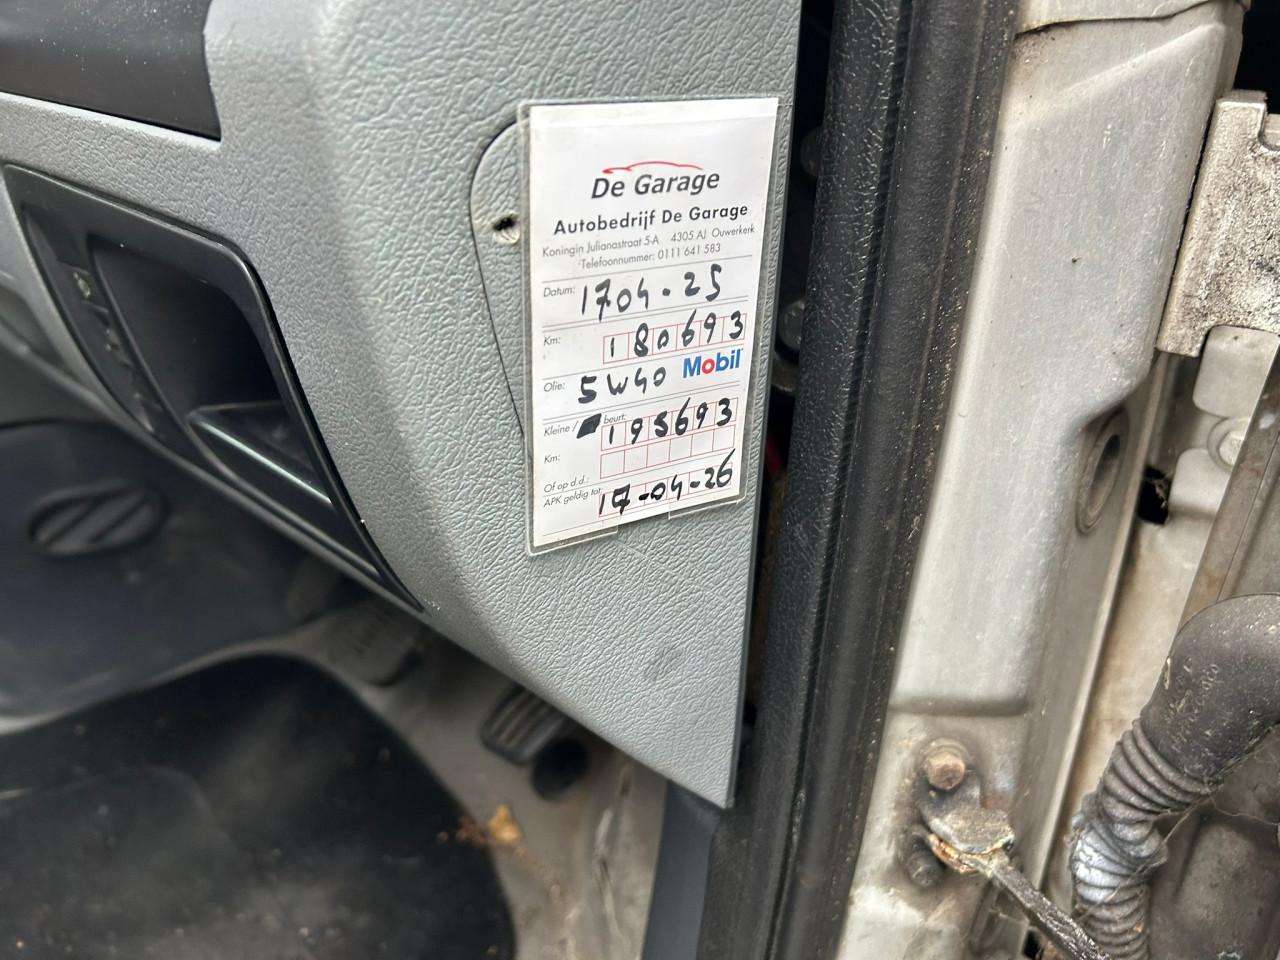 De Garage
Autobedrijf De Garage
Koningin Julianastraat 5-A 4305 AJ Ouwerkerk
Telefoonnummer: 0111 641 583
Datum: 1704-25
Km: 180693
Olie: 5W40 Mobil
Kleine / beurt: 195693
Km:
Of op d.d.:
APK geldig tot: 17-04-26